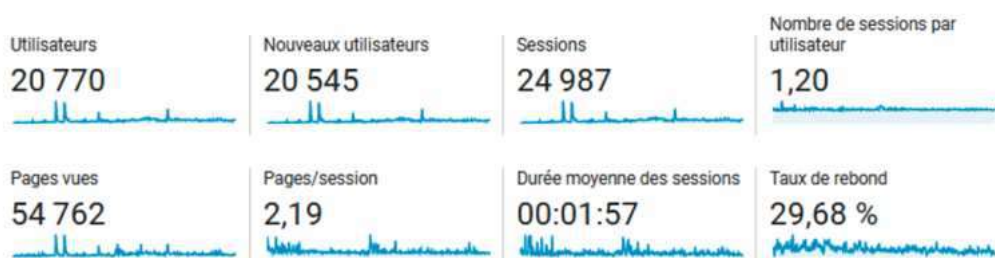 Utilisateurs
20 770
Nouveaux utilisateurs
20 545
Sessions
24 987
Nombre de sessions par
utilisateur
1,20
Pages vues
54 762
Pages/session
2,19
Durée moyenne des sessions
00:01:57
Taux de rebond
29,68 %